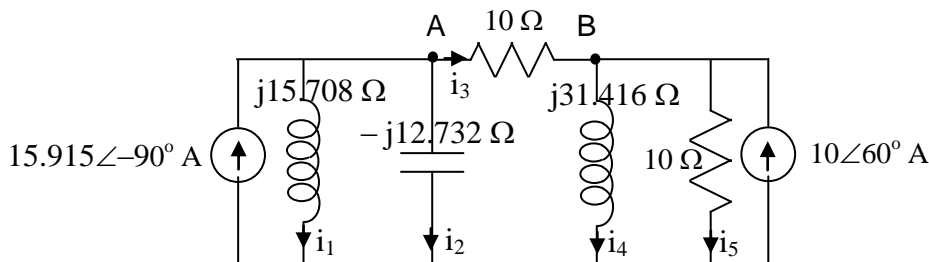 10 Ω
A
B
i₃
j15.708 Ω
j31.416 Ω
– j12.732 Ω
15.915∠–90° A
10 Ω
10∠60° A
i₁
i₂
i₄
i₅